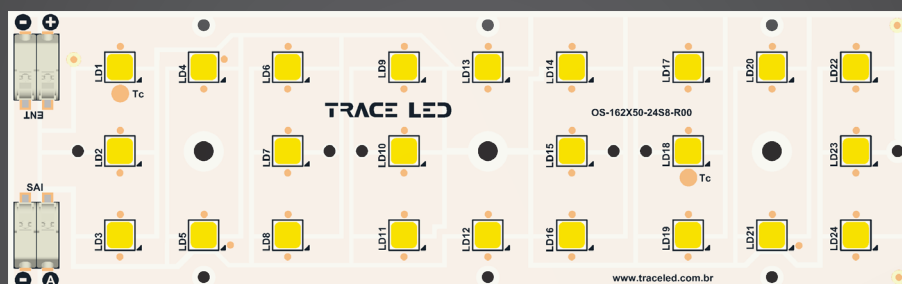 - +
ENT
LD1
LD4
LD6
LD9
LD13
LD14
LD17
LD20
LD22
Tc
TRACE LED
OS-162X50-24S8-R00
LD2
LD7
LD10
LD15
LD18
LD23
Tc
SAI
LD3
LD5
LD8
LD11
LD12
LD16
LD19
LD21
LD24
- A
www.traceled.com.br